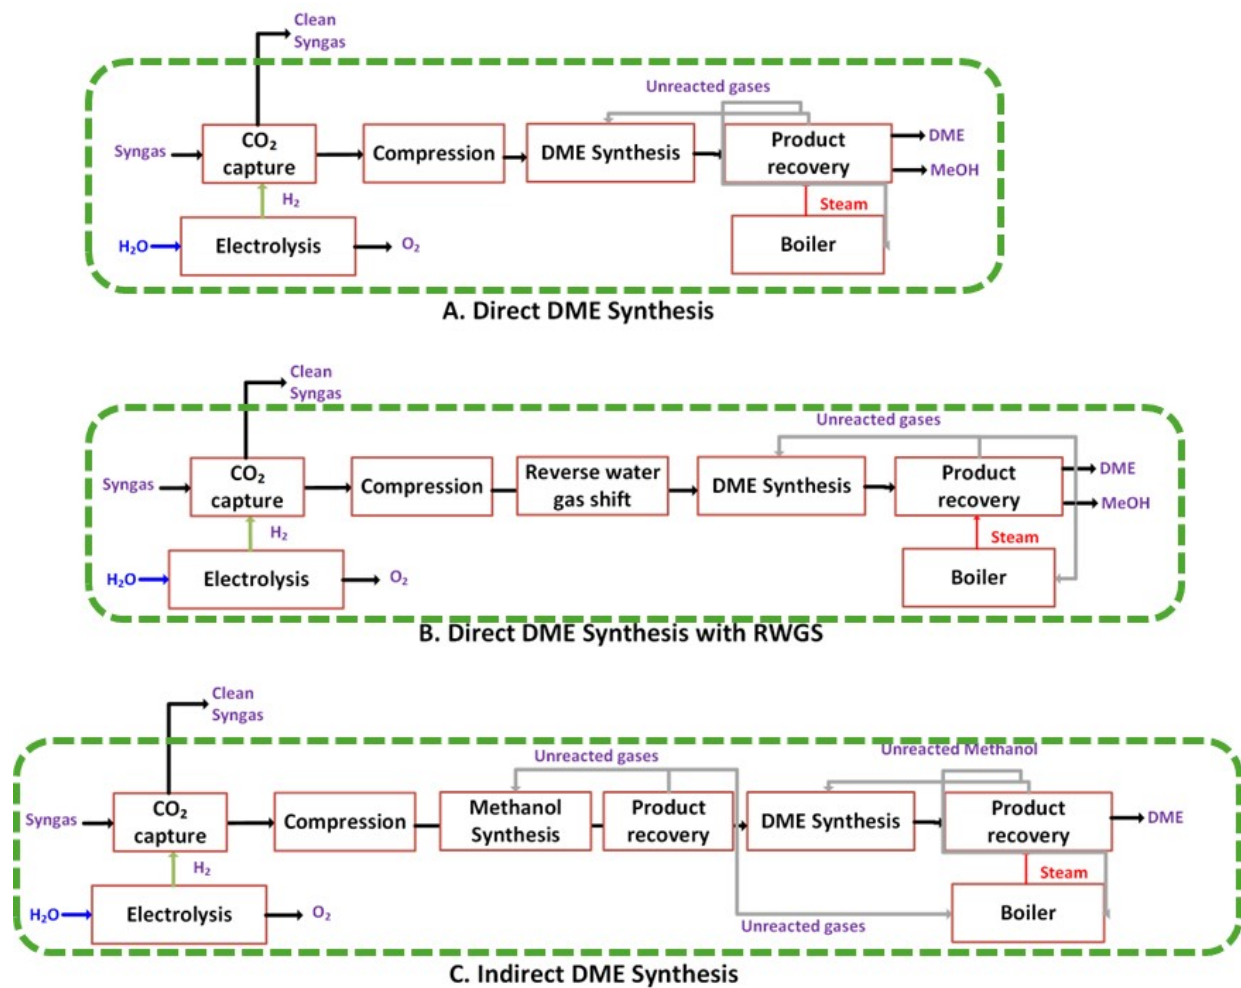 Clean
Syngas
Unreacted gases
Syngas
CO₂
capture
Compression
DME Synthesis
Product
recovery
DME
MeOH
H₂
Steam
H₂O
Electrolysis
O₂
Boiler
A. Direct DME Synthesis
Clean
Syngas
Unreacted gases
Syngas
CO₂
capture
Compression
Reverse water
gas shift
DME Synthesis
Product
recovery
DME
MeOH
H₂
Steam
H₂O
Electrolysis
O₂
Boiler
B. Direct DME Synthesis with RWGS
Clean
Syngas
Unreacted gases
Unreacted Methanol
Syngas
CO₂
capture
Compression
Methanol
Synthesis
Product
recovery
DME Synthesis
Product
recovery
DME
H₂
Steam
H₂O
Electrolysis
O₂
Unreacted gases
Boiler
C. Indirect DME Synthesis